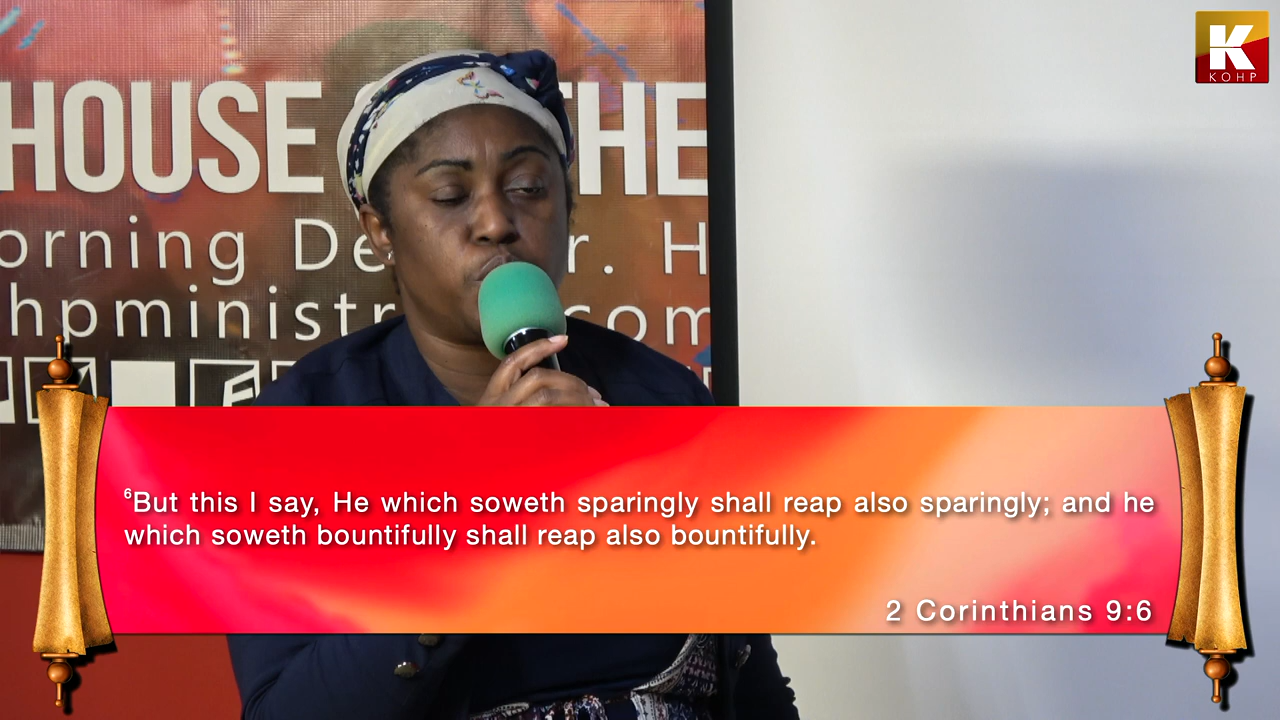 K
KOHP
HOUSE THE
orning De r. H
hpministr com
⁶But this I say, He which soweth sparingly shall reap also sparingly; and he
which soweth bountifully shall reap also bountifully.
2 Corinthians 9:6